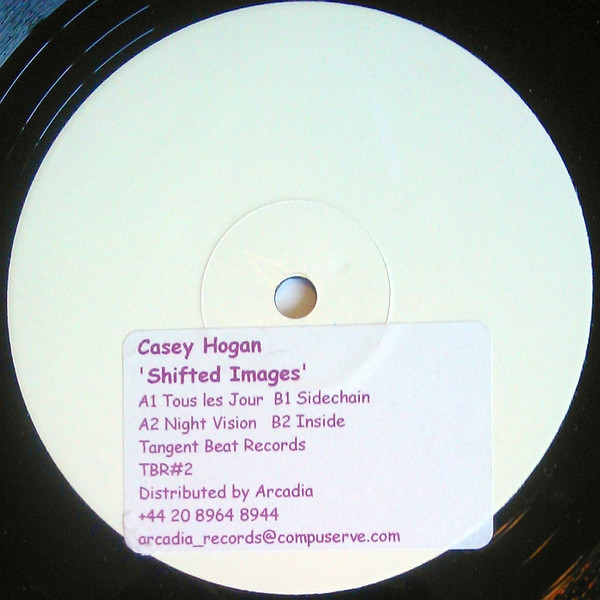 Casey Hogan
'Shifted Images'
A1 Tous les Jour B1 Sidechain
A2 Night Vision B2 Inside
Tangent Beat Records
TBR#2
Distributed by Arcadia
+44 20 8964 8944
arcadia_records@compuserve.com